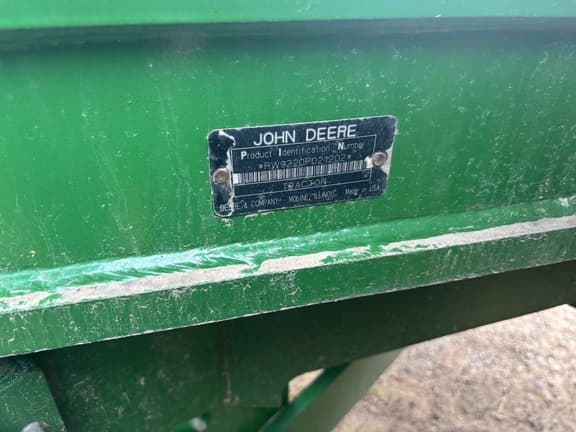 JOHN DEERE
Product Identification Number
*RW9220PD21202*
TRACTOR
DEERE & COMPANY MOLINE, ILLINOIS Made in USA